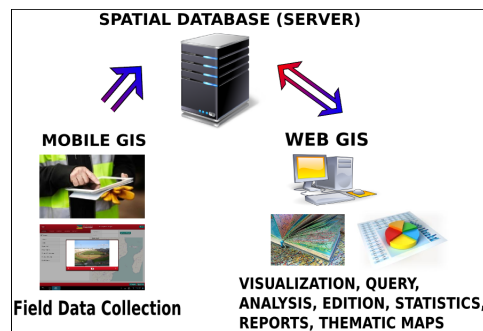 SPATIAL DATABASE (SERVER)
MOBILE GIS
WEB GIS
Field Data Collection
VISUALIZATION, QUERY,
ANALYSIS, EDITION, STATISTICS,
REPORTS, THEMATIC MAPS